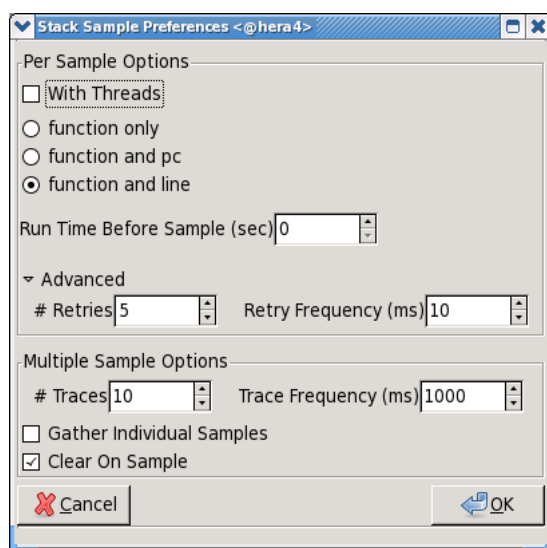 Stack Sample Preferences <@hera4>
Per Sample Options
With Threads
function only
function and pc
function and line
Run Time Before Sample (sec) 0
Advanced
# Retries 5 Retry Frequency (ms) 10
Multiple Sample Options
# Traces 10 Trace Frequency (ms) 1000
Gather Individual Samples
Clear On Sample
Cancel OK